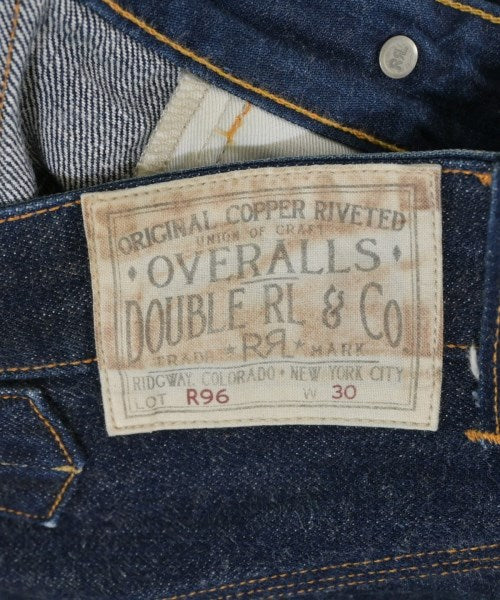 RRL
ORIGINAL COPPER RIVETED
UNION OF CRAFT
OVERALLS
DOUBLE RL & CO
TRADE RRL MARK
RIDGWAY, COLORADO • NEW YORK CITY
LOT R96 W 30